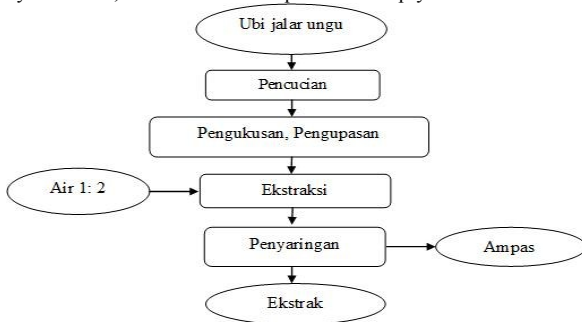 Ubi jalar ungu
Pencucian
Pengukusan, Pengupasan
Air 1: 2
Ekstraksi
Penyaringan
Ampas
Ekstrak